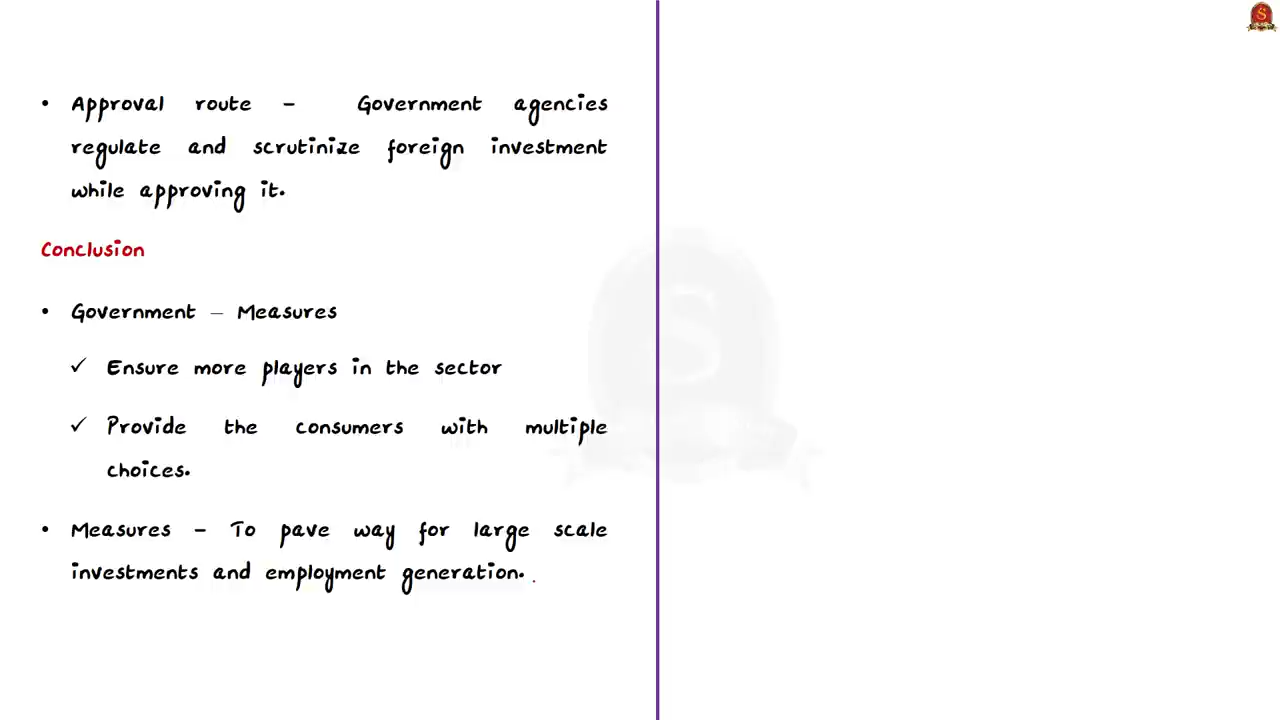 • Approval route – Government agencies
regulate and scrutinize foreign investment
while approving it.
Conclusion
• Government – Measures
✓ Ensure more players in the sector
✓ Provide the consumers with multiple
choices.
• Measures – To pave way for large scale
investments and employment generation.
S
S